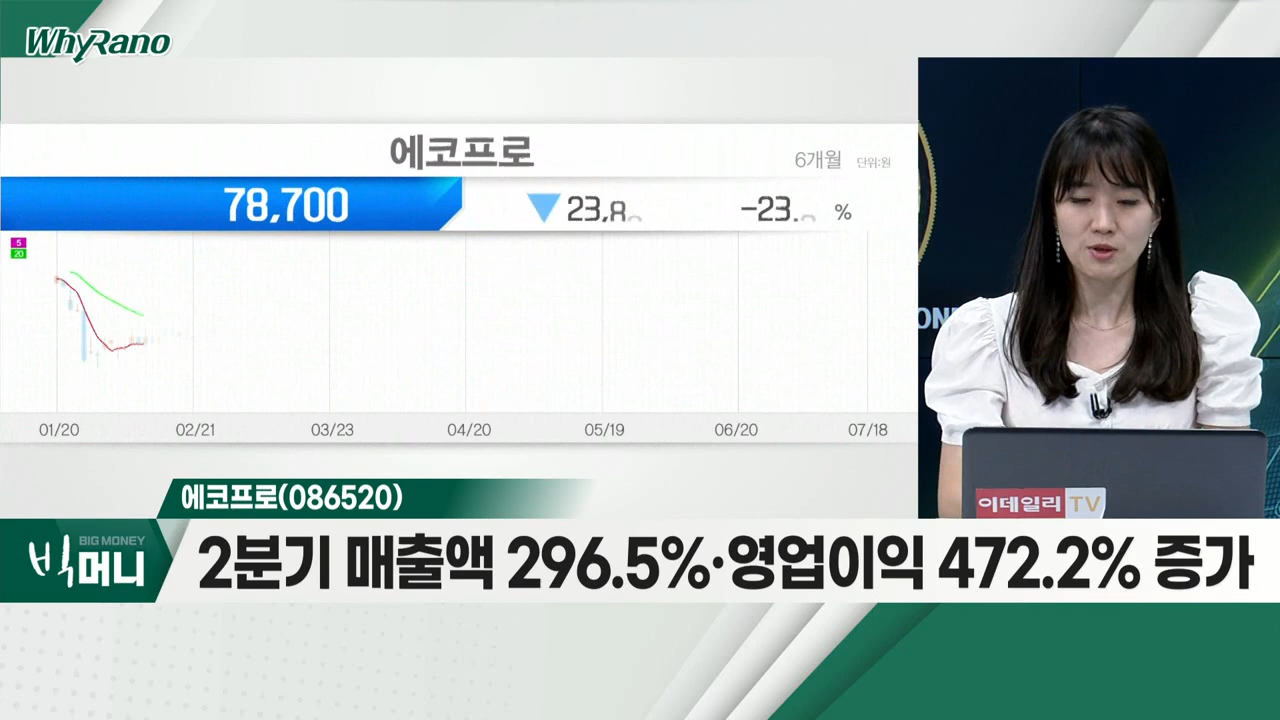 WhyRano
에코프로
6개월 단위:원
78,700
▼ %
5
20
01/20 02/21 03/23 04/20 05/19 06/20 07/18
이데일리 TV
에코프로(086520)
BIG MONEY
빅머니
2분기 매출액 296.5%·영업이익 472.2% 증가